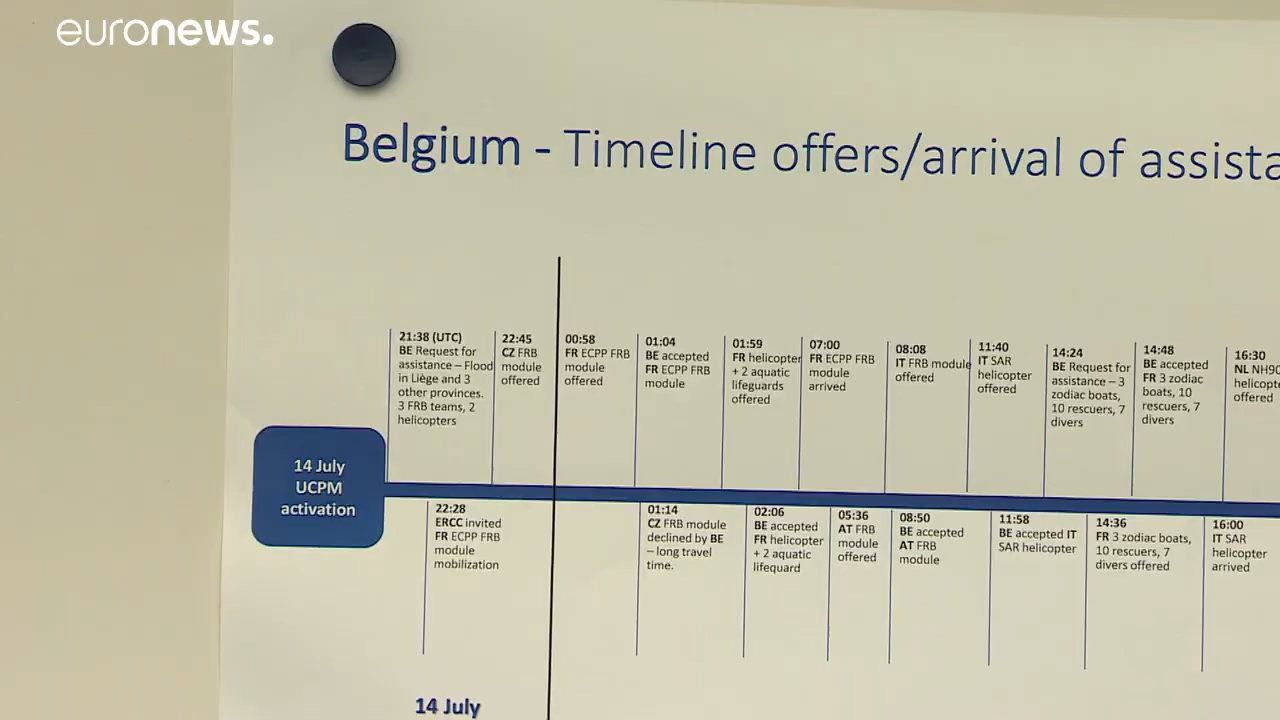 euronews.
Belgium - Timeline offers/arrival of assista
21:38 (UTC)
BE Request for
assistance – Flood
in Liège and 3
other provinces.
3 FRB teams, 2
helicopters
22:45
CZ FRB
module
offered
00:58
FR ECPP FRB
module
offered
01:04
BE accepted
FR ECPP FRB
module
01:59
FR helicopter
+ 2 aquatic
lifeguards
offered
07:00
FR ECPP FRB
module
arrived
08:08
IT FRB module
offered
11:40
IT SAR
helicopter
offered
14:24
BE Request for
assistance – 3
zodiac boats,
10 rescuers, 7
divers
14:48
BE accepted
FR 3 zodiac
boats, 10
rescuers, 7
divers
16:30
NL NH90
helicopte
offered
14 July
UCPM
activation
22:28
ERCC invited
FR ECPP FRB
module
mobilization
01:14
CZ FRB module
declined by BE
– long travel
time.
02:06
BE accepted
FR helicopter
+ 2 aquatic
lifeguard
05:36
AT FRB
module
offered
08:50
BE accepted
AT FRB
module
11:58
BE accepted IT
SAR helicopter
14:36
FR 3 zodiac boats,
10 rescuers, 7
divers offered
16:00
IT SAR
helicopter
arrived
14 July